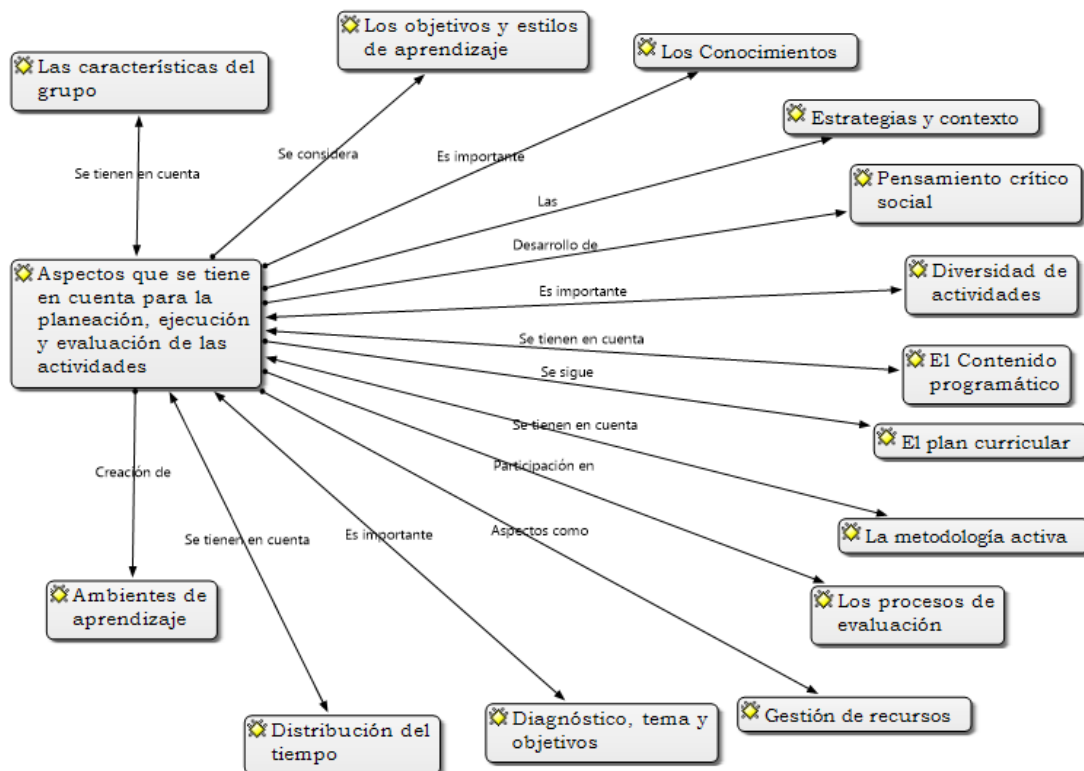 Los objetivos y estilos
de aprendizaje
Los Conocimientos
Las características del
grupo
Estrategias y contexto
Se considera
Es importante
Se tienen en cuenta
Pensamiento crítico
social
Las
Desarrollo de
Aspectos que se tiene
en cuenta para la
planeación, ejecución
y evaluación de las
actividades
Diversidad de
actividades
Es importante
Se tienen en cuenta
El Contenido
programático
Se sigue
Se tienen en cuenta
El plan curricular
Participación en
Creación de
Aspectos como
Se tienen en cuenta
Es importante
La metodología activa
Ambientes de
aprendizaje
Los procesos de
evaluación
Distribución del
tiempo
Diagnóstico, tema y
objetivos
Gestión de recursos